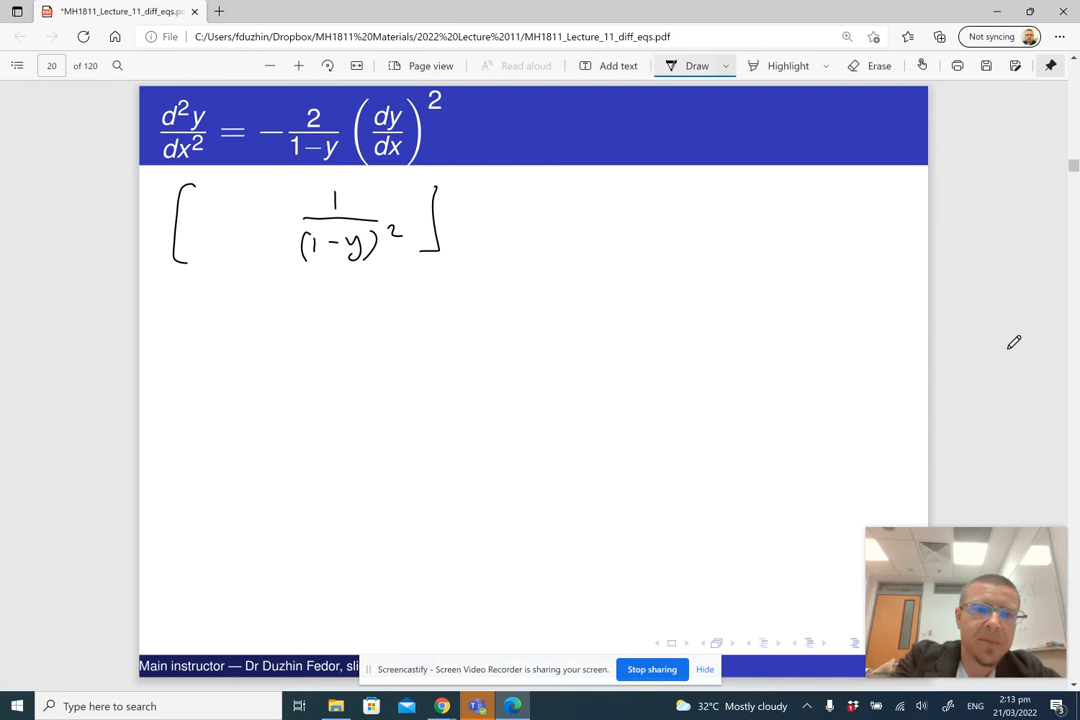 *MH1811_Lecture_11_diff_eqs.pd
File C:/Users/fduzhin/Dropbox/MH1811%20Materials/2022%20Lecture%2011/MH1811_Lecture_11_diff_eqs.pdf Not syncing
20 of 120 Page view Read aloud Add text Draw Highlight Erase
d²y/dx² = −2/(1−y) (dy/dx)²
[ 1/(1−y)² ]
Main instructor — Dr Duzhin Fedor, sli
Screencastify - Screen Video Recorder is sharing your screen. Stop sharing Hide
Type here to search 32°C Mostly cloudy ENG 2:13 pm
21/03/2022 3